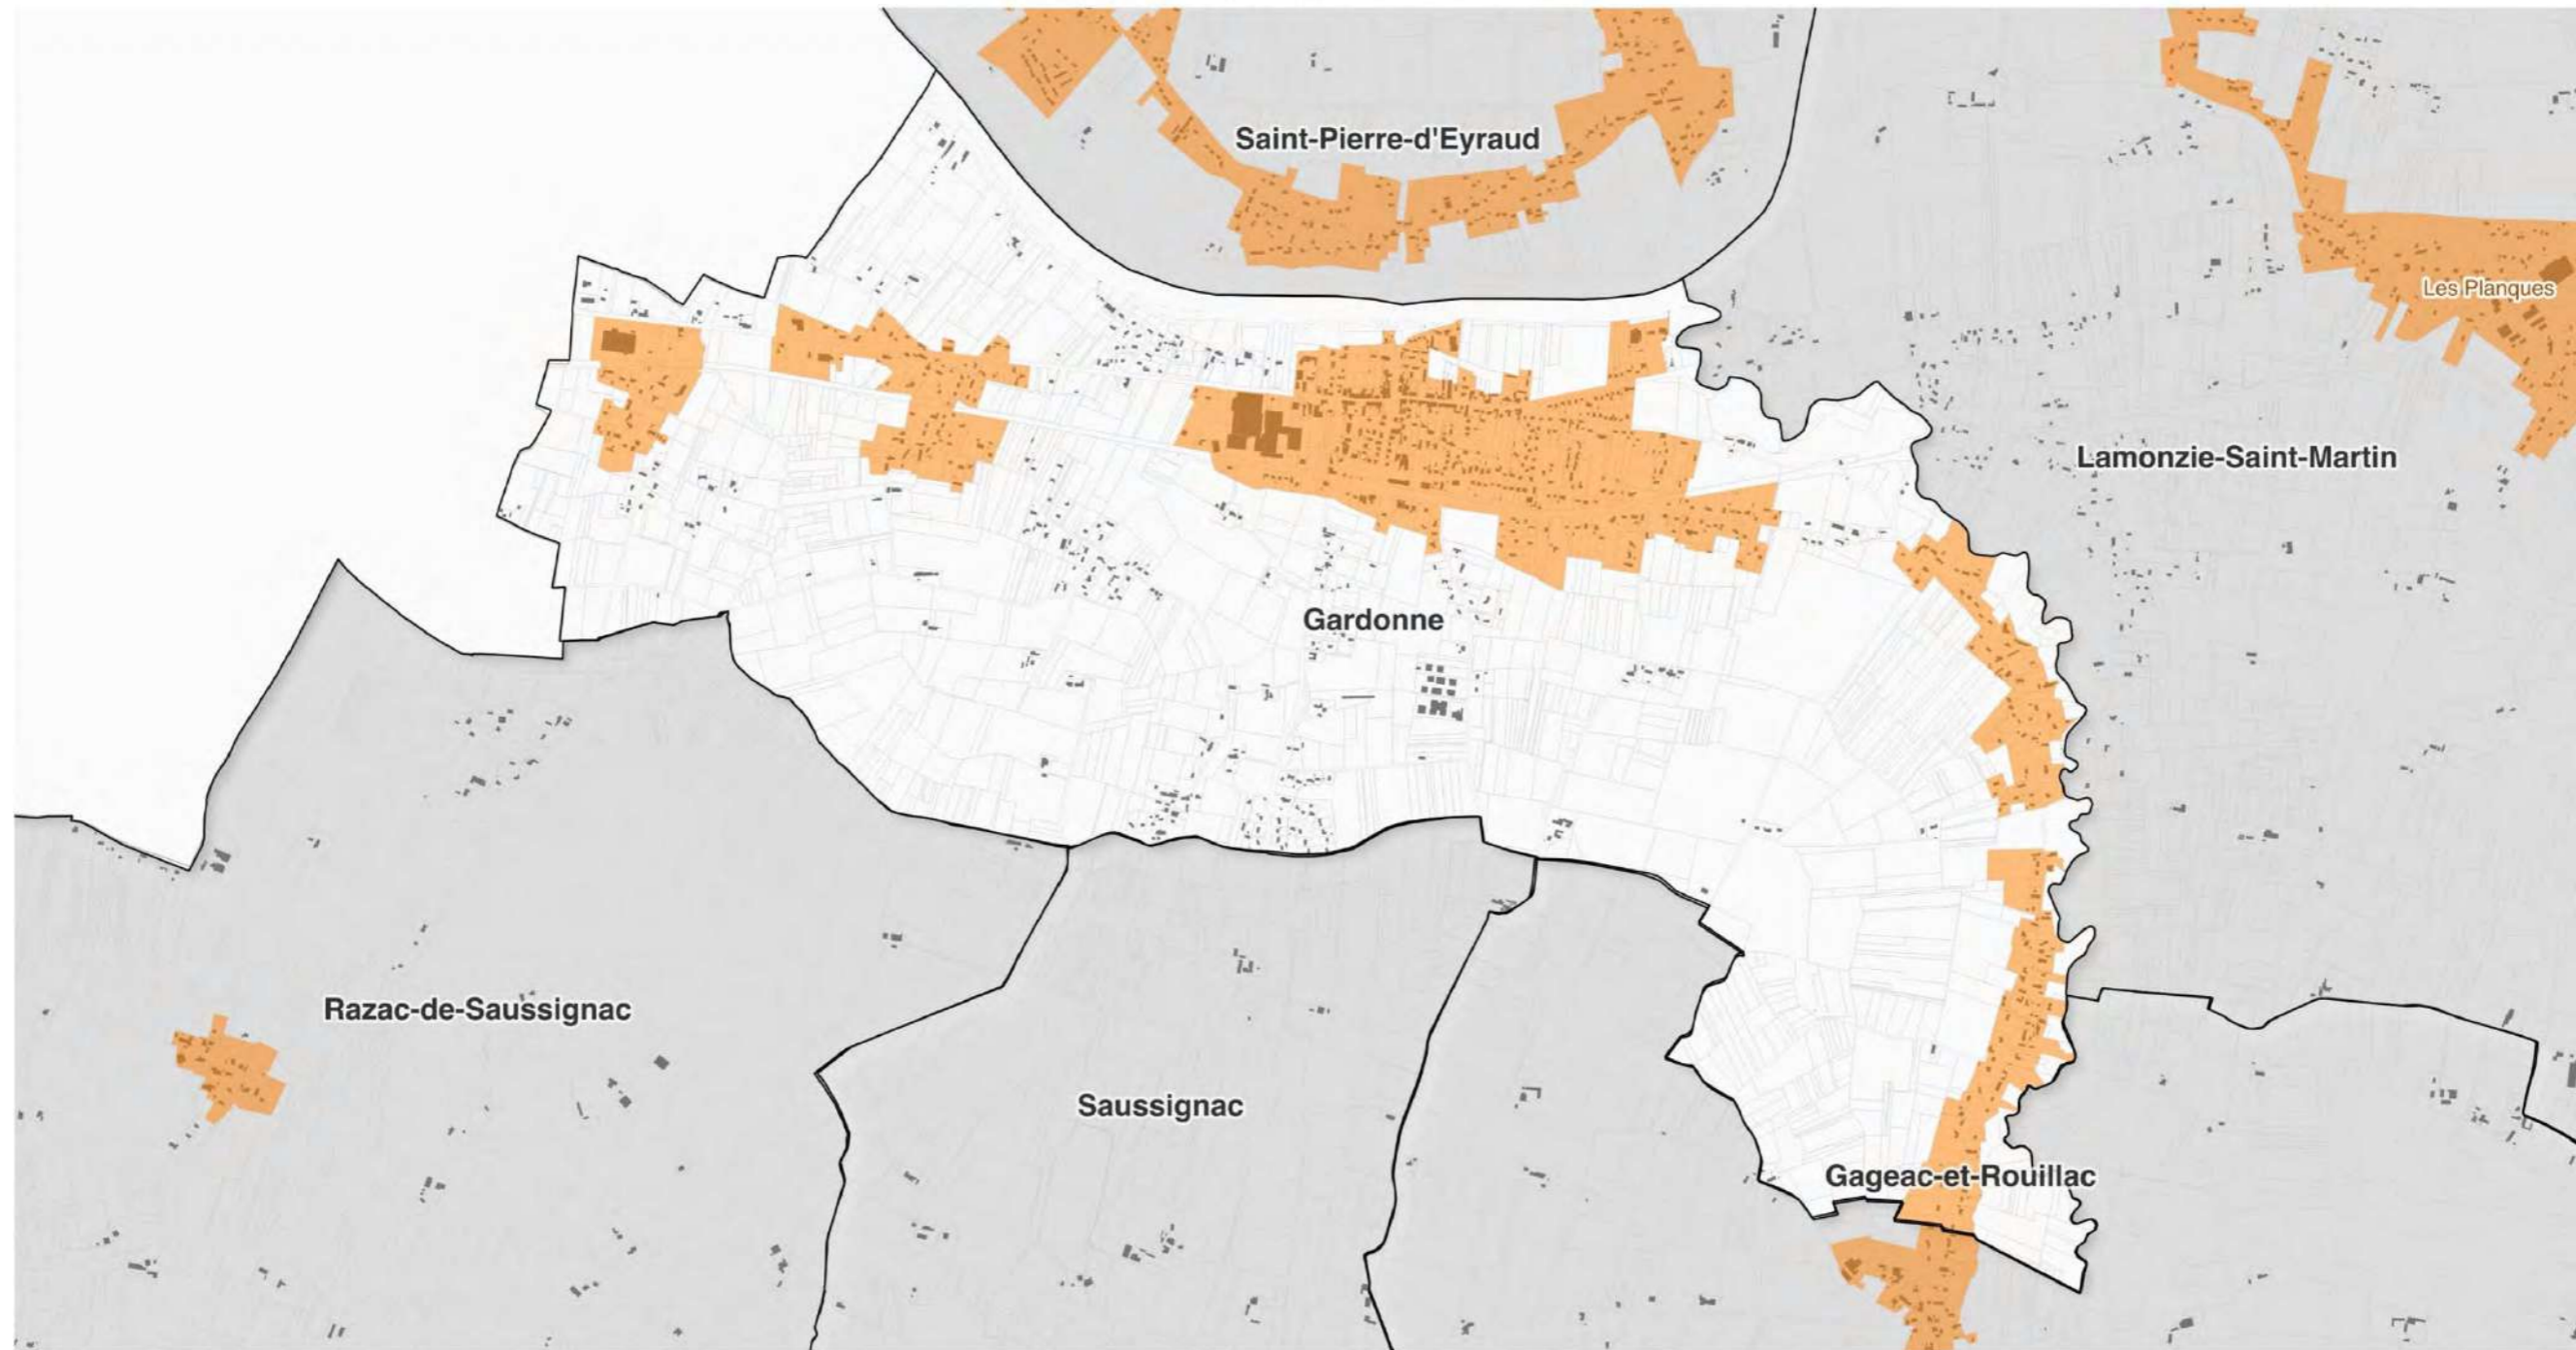 Saint-Pierre-d'Eyraud
Les Planques
Lamonzie-Saint-Martin
Gardonne
Razac-de-Saussignac
Saussignac
Gageac-et-Rouillac